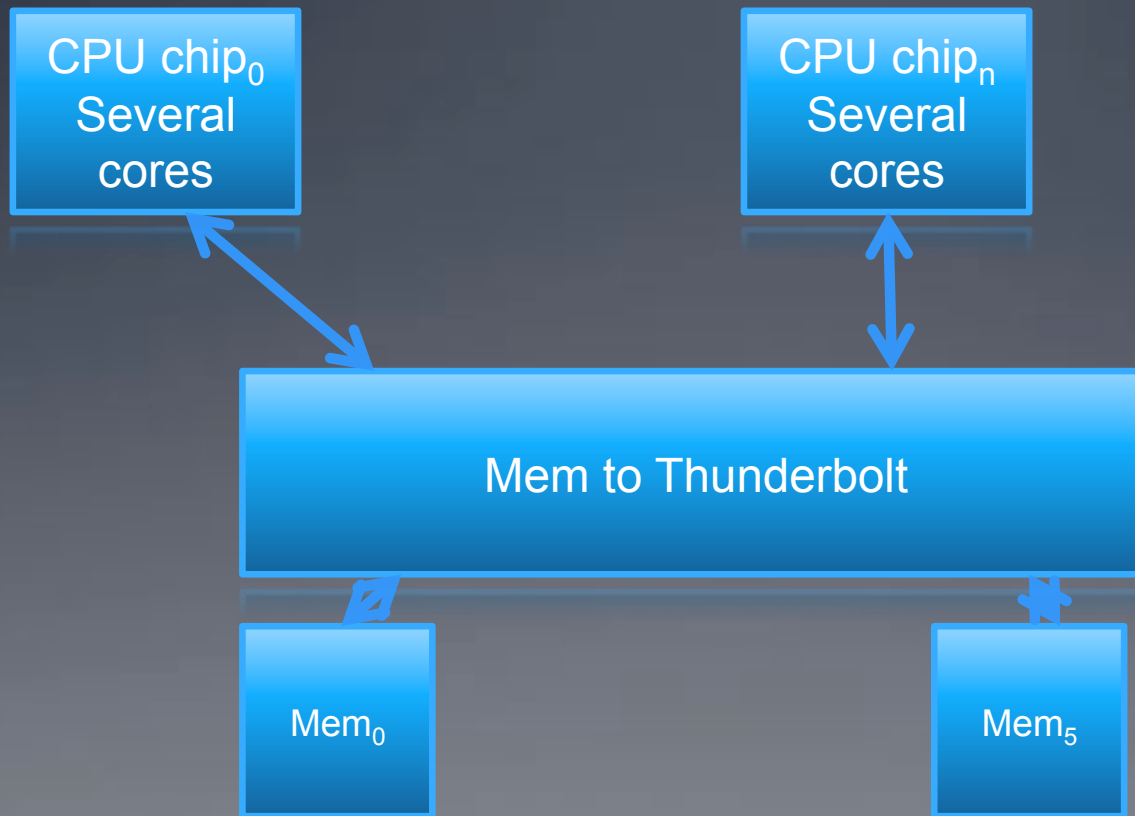 CPU chip₀
Several
cores
CPU chipₙ
Several
cores
Mem to Thunderbolt
Mem₀
Mem₅